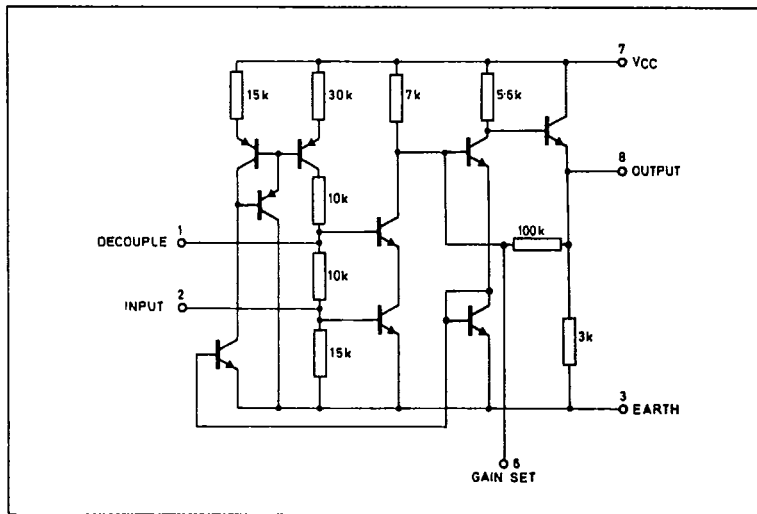 7
VCC
15k
30k
7k
5·6k
8
OUTPUT
10k
1
DECOUPLE
100k
10k
2
INPUT
15k
3k
3
EARTH
6
GAIN SET